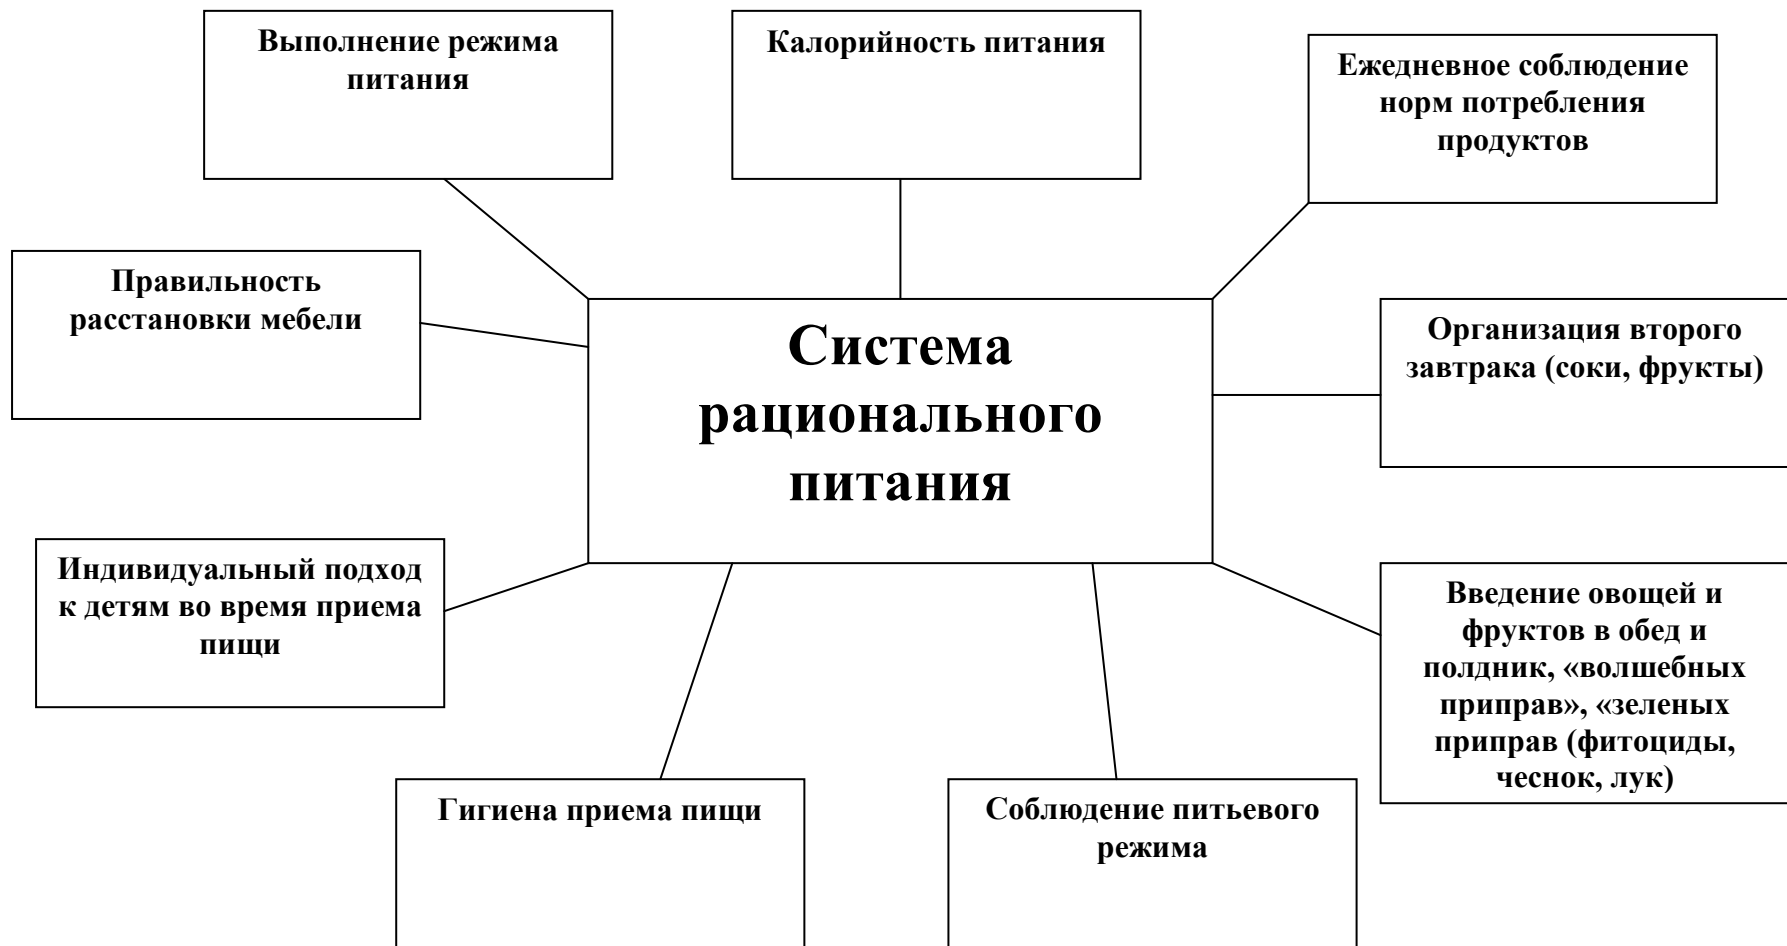 Выполнение режима
питания
Калорийность питания
Ежедневное соблюдение
норм потребления
продуктов
Правильность
расстановки мебели
Система
рационального
питания
Организация второго
завтрака (соки, фрукты)
Индивидуальный подход
к детям во время приема
пищи
Введение овощей и
фруктов в обед и
полдник, «волшебных
приправ», «зеленых
приправ (фитоциды,
чеснок, лук)
Гигиена приема пищи
Соблюдение питьевого
режима